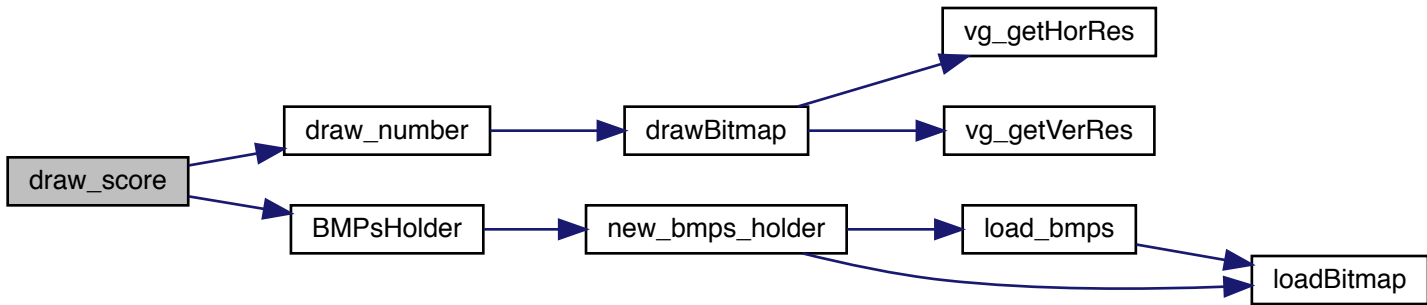 draw_score
draw_number
drawBitmap
vg_getHorRes
vg_getVerRes
BMPsHolder
new_bmps_holder
load_bmps
loadBitmap